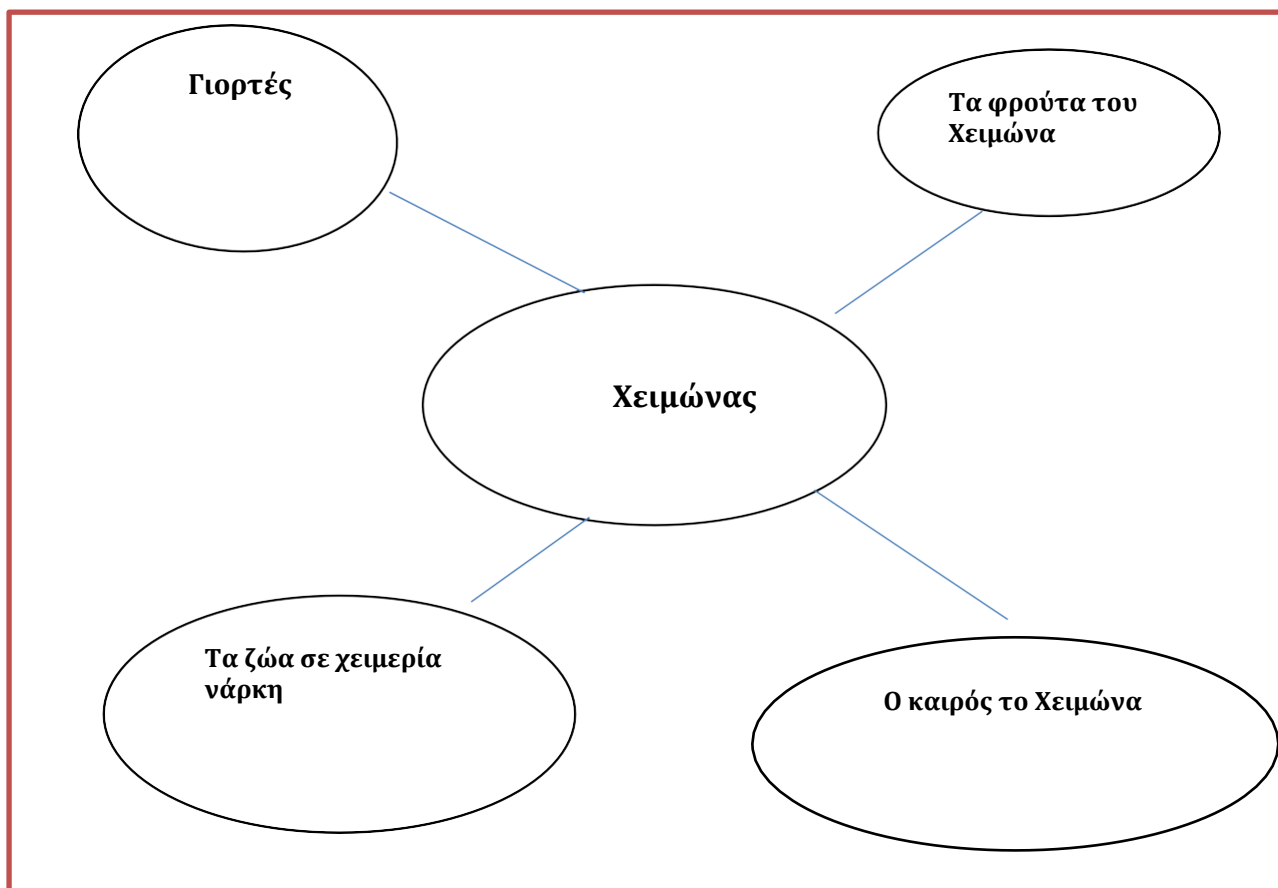 Γιορτές
Τα φρούτα του
Χειμώνα
Χειμώνας
Τα ζώα σε χειμερία
νάρκη
Ο καιρός το Χειμώνα